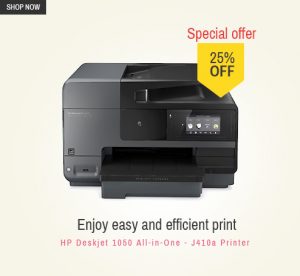 SHOP NOW
Special offer
25%
OFF
Enjoy easy and efficient print
HP Deskjet 1050 All-in-One - J410a Printer